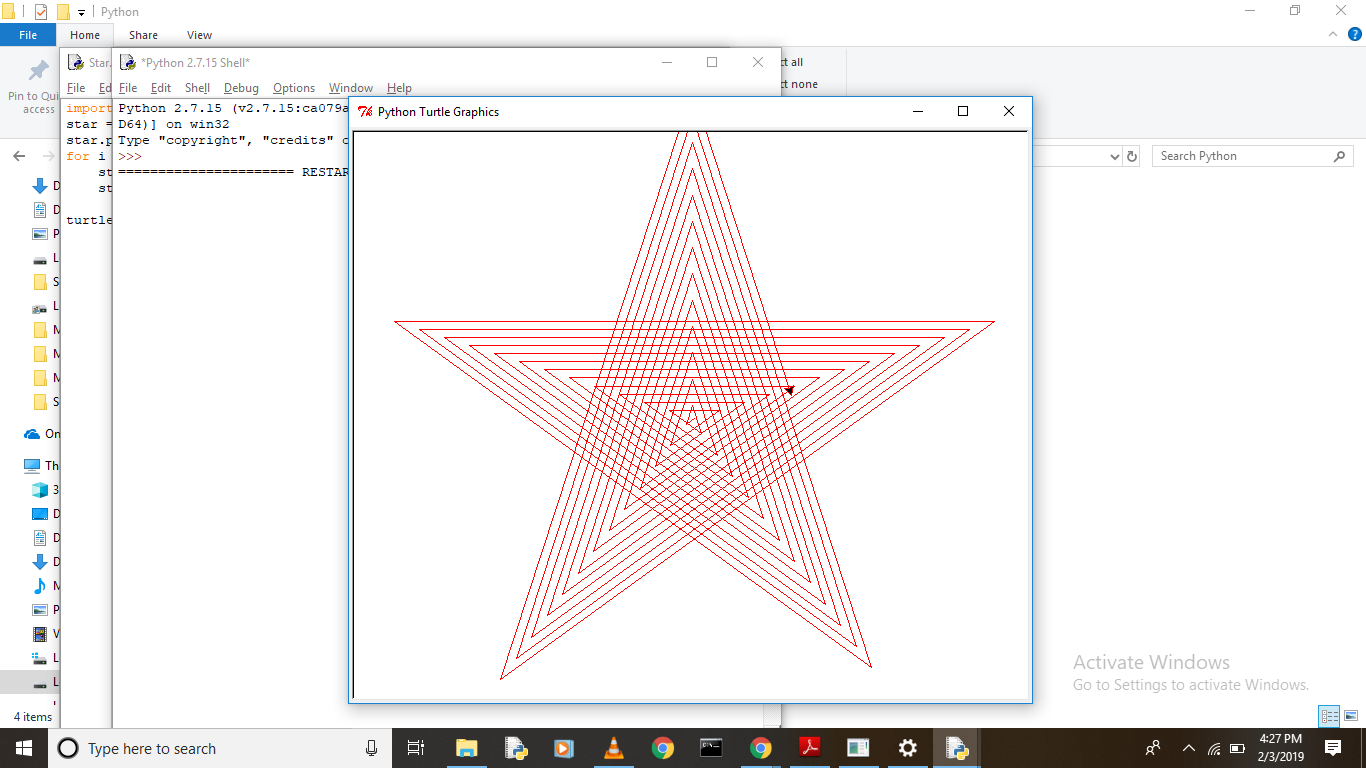 Python
File
Home
Share
View
Star.
*Python 2.7.15 Shell*
ct all
ct none
Pin to Qui
access
File
Ed
File Edit Shell Debug Options Window Help
import
star =
star.p
for i
st
st
turtle
Python 2.7.15 (v2.7.15:ca079a
D64)] on win32
Type "copyright", "credits" o
>>>
====================== RESTAR
Python Turtle Graphics
Search Python
D
D
P
L
S
L
M
M
M
S
On
Th
3
D
D
D
M
P
V
L
L
4 items
Activate Windows
Go to Settings to activate Windows.
Type here to search
4:27 PM
2/3/2019